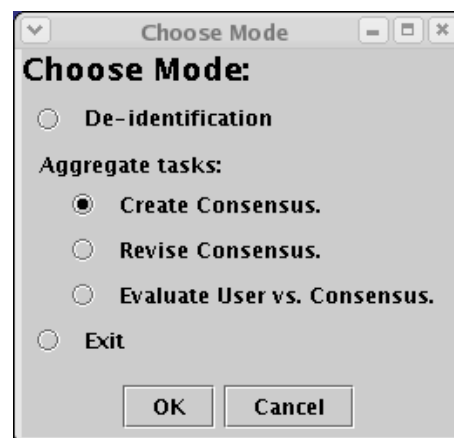 Choose Mode
Choose Mode:
De-identification
Aggregate tasks:
Create Consensus.
Revise Consensus.
Evaluate User vs. Consensus.
Exit
OK Cancel